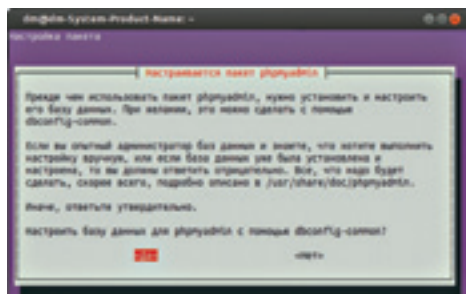 dm@dm-System-Product-Name: ~
Настройка пакета
Настраивается пакет phpmyadmin
Прежде чем использовать пакет phpmyadmin, нужно установить и настроить
его базу данных. При желании, это можно сделать с помощью
dbconfig-common.
Если вы опытный администратор баз данных и знаете, что хотите выполнить
настройку вручную, или если база данных уже была установлена и
настроена, то вы должны ответить отрицательно. Все, что надо будет
сделать, скорее всего, подробно описано в /usr/share/doc/phpmyadmin.
Иначе, ответьте утвердительно.
Настроить базу данных для phpmyadmin с помощью dbconfig-common?
<Да> <Нет>